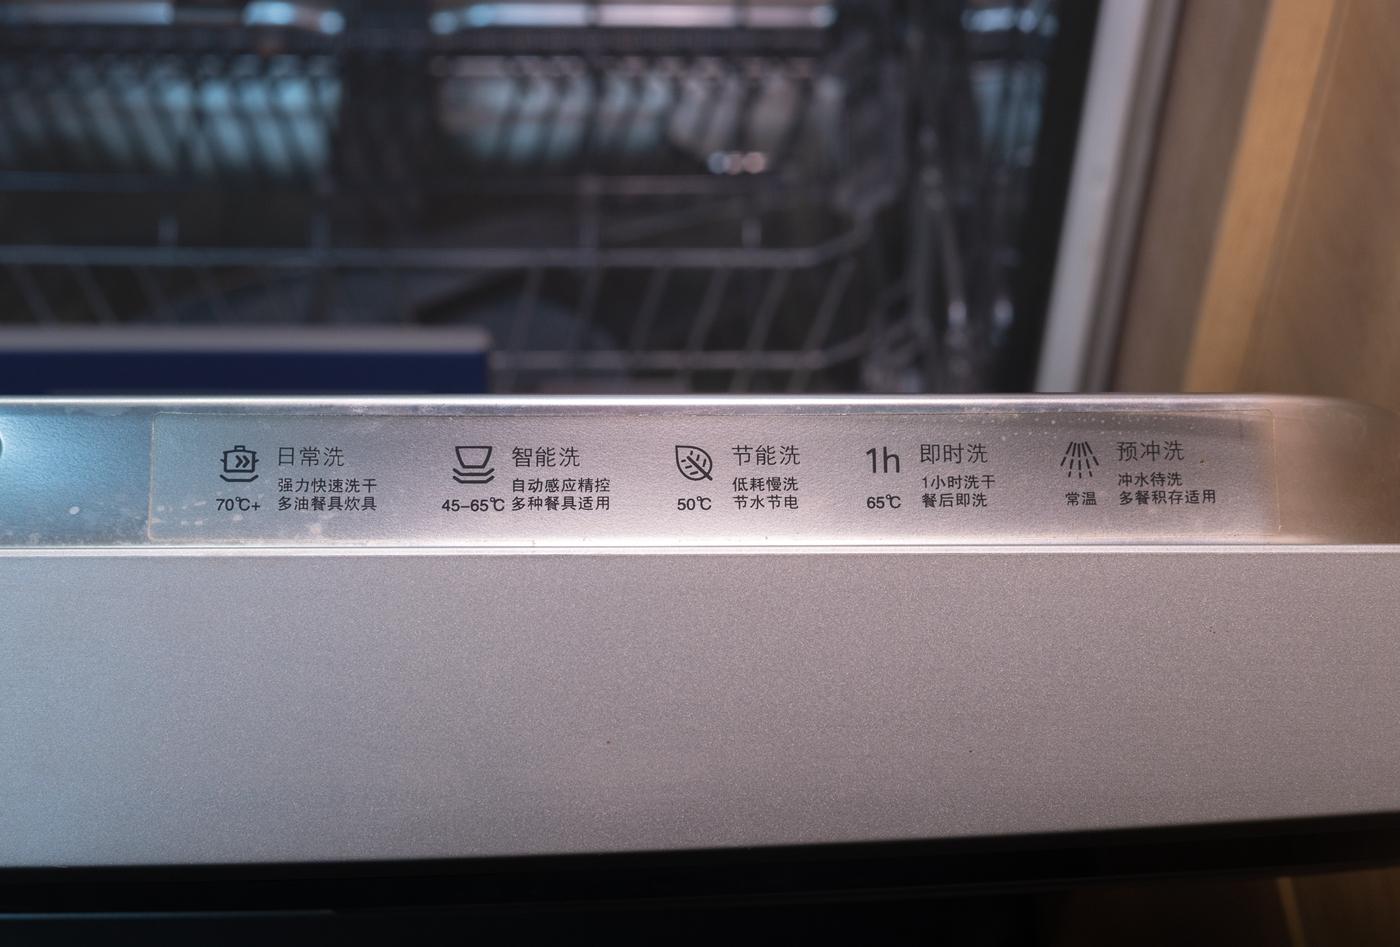 日常洗
强力快速洗干
70℃+ 多油餐具炊具
智能洗
自动感应精控
45-65℃ 多种餐具适用
节能洗
低耗慢洗
50℃ 节水节电
1h 即时洗
1小时洗干
65℃ 餐后即洗
预冲洗
冲水待洗
常温 多餐积存适用